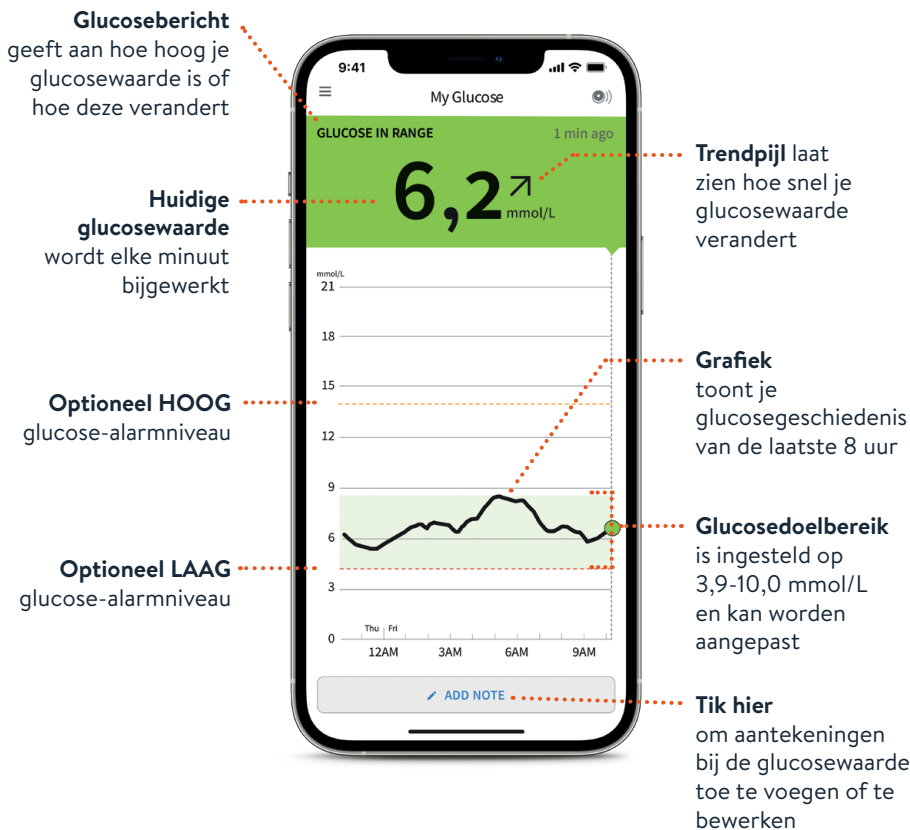 Glucosebericht
geeft aan hoe hoog je
glucosewaarde is of
hoe deze verandert
Huidige
glucosewaarde
wordt elke minuut
bijgewerkt
Optioneel HOOG
glucose-alarmniveau
Optioneel LAAG
glucose-alarmniveau
9:41
My Glucose
GLUCOSE IN RANGE
1 min ago
6,2
mmol/L
mmol/L
21
18
15
12
9
6
3
0
Thu Fri
12AM 3AM 6AM 9AM
ADD NOTE
Trendpijl laat
zien hoe snel je
glucosewaarde
verandert
Grafiek
toont je
glucosegeschiedenis
van de laatste 8 uur
Glucosedoelbereik
is ingesteld op
3,9-10,0 mmol/L
en kan worden
aangepast
Tik hier
om aantekeningen
bij de glucosewaarde
toe te voegen of te
bewerken